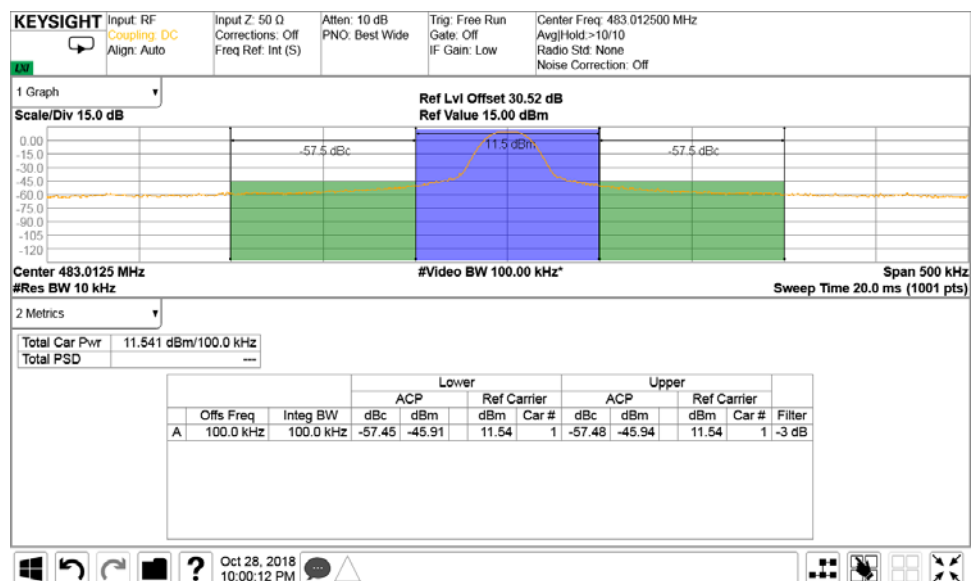 KEYSIGHT Input: RF Input Z: 50 Ω Atten: 10 dB Trig: Free Run Center Freq: 483.012500 MHz
Coupling: DC Corrections: Off PNO: Best Wide Gate: Off Avg|Hold:>10/10
Align: Auto Freq Ref: Int (S) IF Gain: Low Radio Std: None
LXI Noise Correction: Off
1 Graph
Ref Lvl Offset 30.52 dB
Scale/Div 15.0 dB Ref Value 15.00 dBm
0.00 -57.5 dBc 11.5 dBm -57.5 dBc
-15.0
-30.0
-45.0
-60.0
-75.0
-90.0
-105
-120
Center 483.0125 MHz #Video BW 100.00 kHz* Span 500 kHz
#Res BW 10 kHz Sweep Time 20.0 ms (1001 pts)
2 Metrics
Total Car Pwr 11.541 dBm/100.0 kHz
Total PSD ---
Lower Upper
ACP Ref Carrier ACP Ref Carrier
Offs Freq Integ BW dBc dBm dBm Car # dBc dBm dBm Car # Filter
A 100.0 kHz 100.0 kHz -57.45 -45.91 11.54 1 -57.48 -45.94 11.54 1 -3 dB
? Oct 28, 2018
10:00:12 PM